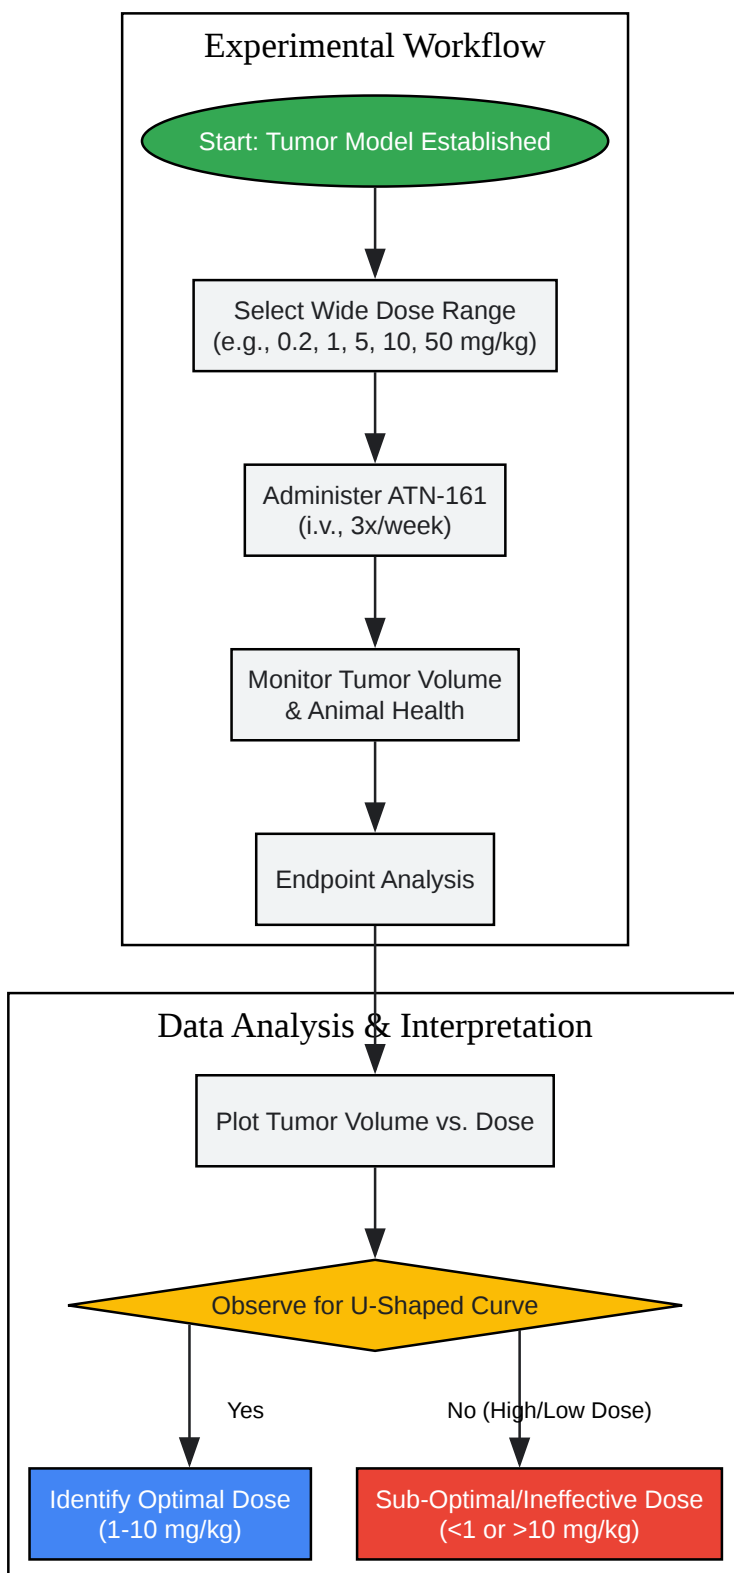 Experimental Workflow
Start: Tumor Model Established
Select Wide Dose Range
(e.g., 0.2, 1, 5, 10, 50 mg/kg)
Administer ATN-161
(i.v., 3x/week)
Monitor Tumor Volume
& Animal Health
Endpoint Analysis
Data Analysis & Interpretation
Plot Tumor Volume vs. Dose
Observe for U-Shaped Curve
Yes
No (High/Low Dose)
Identify Optimal Dose
(1-10 mg/kg)
Sub-Optimal/Ineffective Dose
(<1 or >10 mg/kg)